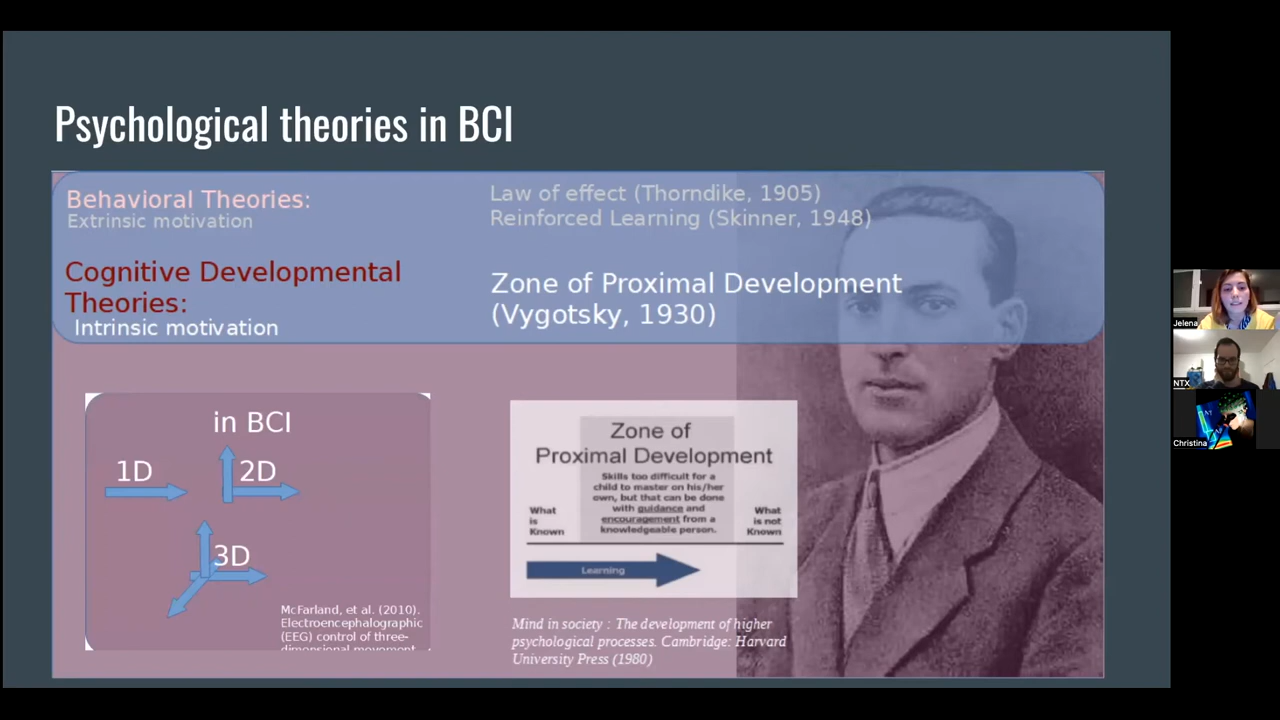 Psychological theories in BCI
Behavioral Theories:
Extrinsic motivation
Law of effect (Thorndike, 1905)
Reinforced Learning (Skinner, 1948)
Cognitive Developmental
Theories:
Intrinsic motivation
Zone of Proximal Development
(Vygotsky, 1930)
in BCI
1D
2D
3D
McFarland, et al. (2010).
Electroencephalographic
(EEG) control of three-
dimensional movement
Zone of
Proximal Development
Skills too difficult for a
child to master on his/her
own, but that can be done
with guidance and
encouragement from a
knowledgeable person.
What
is
Known
What
is not
Known
Learning
Mind in society : The development of higher
psychological processes. Cambridge: Harvard
University Press (1980)
Jelena
NTX
Christina